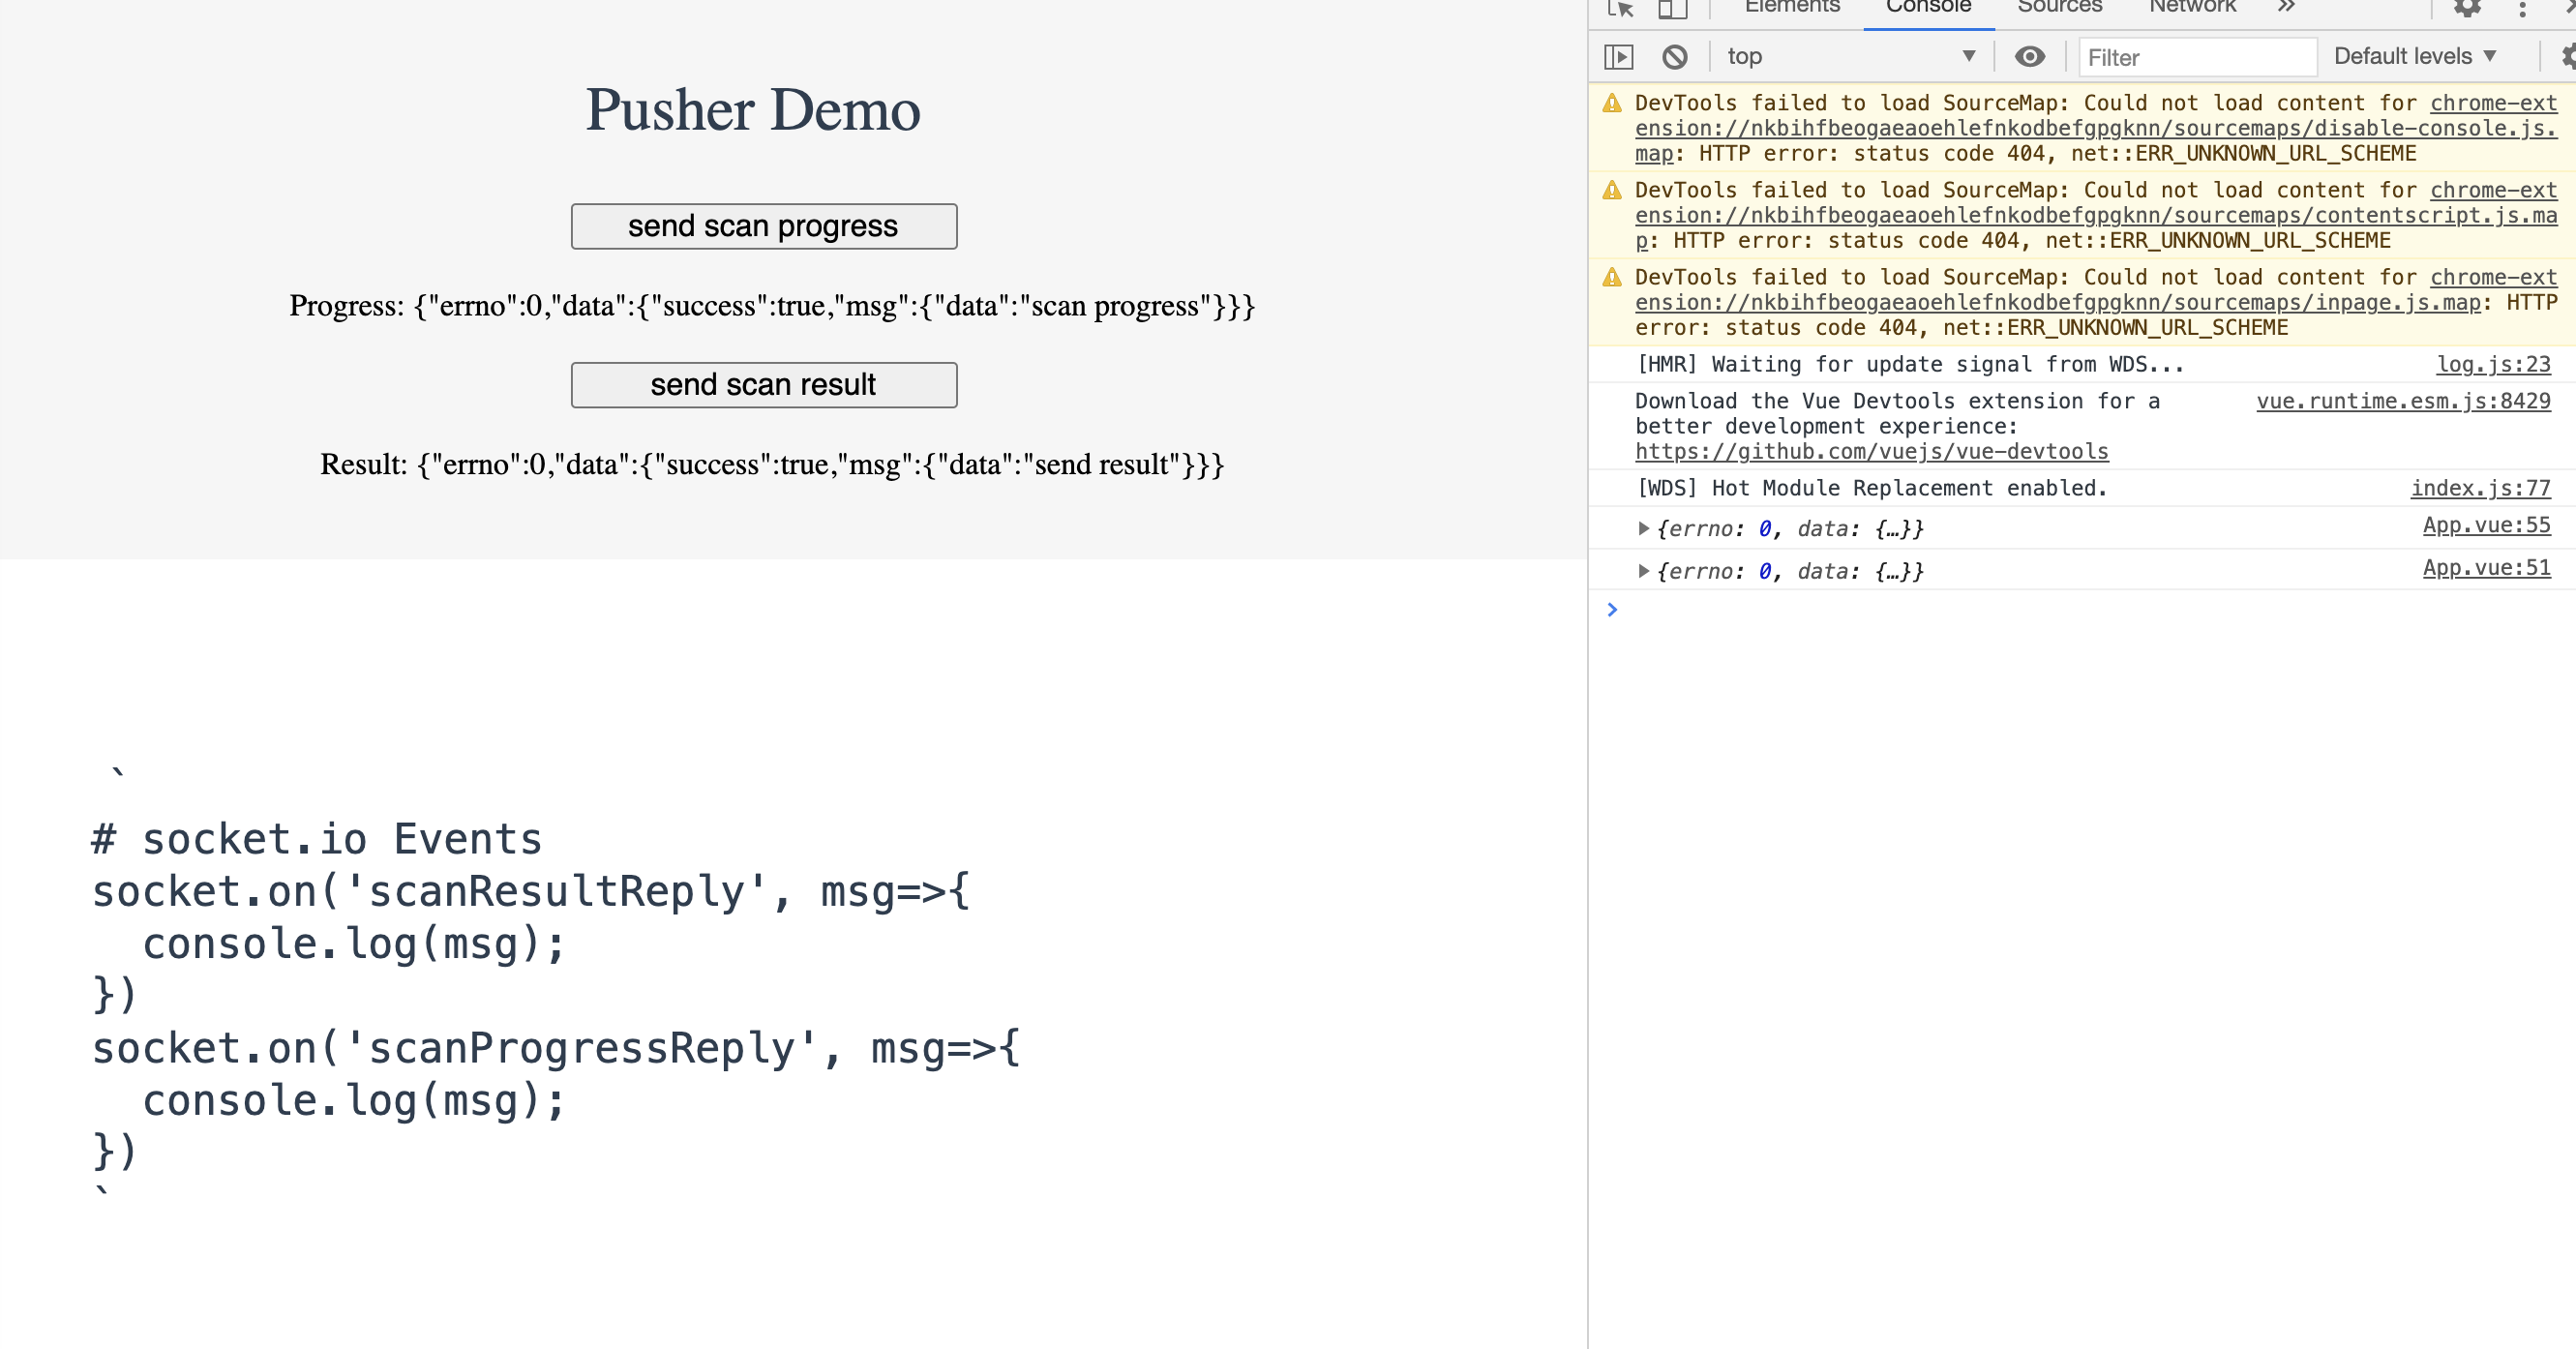 Pusher Demo
send scan progress
Progress: {"errno":0,"data":{"success":true,"msg":{"data":"scan progress"}}}
send scan result
Result: {"errno":0,"data":{"success":true,"msg":{"data":"send result"}}}
`
# socket.io Events
socket.on('scanResultReply', msg=>{
  console.log(msg);
})
socket.on('scanProgressReply', msg=>{
  console.log(msg);
})
`
Elements Console Sources Network »
top ▼ Filter Default levels ▼
DevTools failed to load SourceMap: Could not load content for chrome-ext
ension://nkbihfbeogaeaoehlefnkodbefgpgknn/sourcemaps/disable-console.js.
map: HTTP error: status code 404, net::ERR_UNKNOWN_URL_SCHEME
DevTools failed to load SourceMap: Could not load content for chrome-ext
ension://nkbihfbeogaeaoehlefnkodbefgpgknn/sourcemaps/contentscript.js.ma
p: HTTP error: status code 404, net::ERR_UNKNOWN_URL_SCHEME
DevTools failed to load SourceMap: Could not load content for chrome-ext
ension://nkbihfbeogaeaoehlefnkodbefgpgknn/sourcemaps/inpage.js.map: HTTP
error: status code 404, net::ERR_UNKNOWN_URL_SCHEME
[HMR] Waiting for update signal from WDS... log.js:23
Download the Vue Devtools extension for a vue.runtime.esm.js:8429
better development experience:
https://github.com/vuejs/vue-devtools
[WDS] Hot Module Replacement enabled. index.js:77
▶{errno: 0, data: {…}} App.vue:55
▶{errno: 0, data: {…}} App.vue:51
>